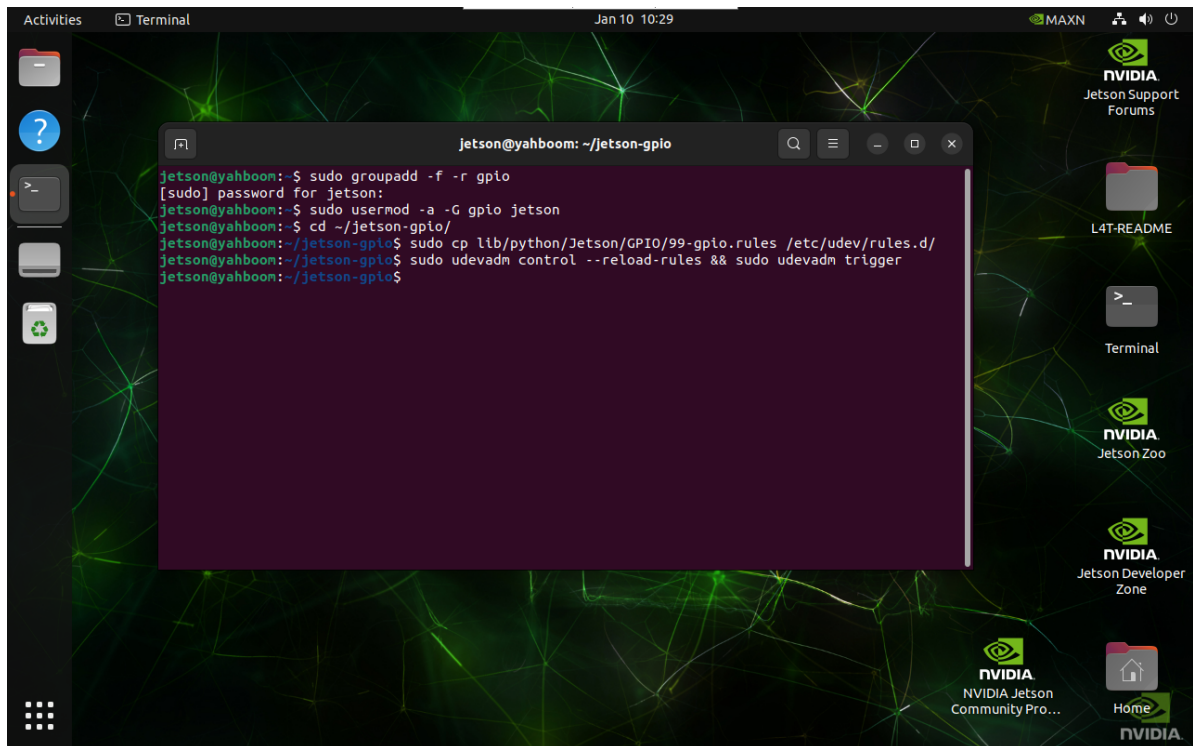 Activities
Terminal
Jan 10 10:29
MAXN
NVIDIA.
Jetson Support
Forums
jetson@yahboom: ~/jetson-gpio
jetson@yahboom:~$ sudo groupadd -f -r gpio
[sudo] password for jetson:
jetson@yahboom:~$ sudo usermod -a -G gpio jetson
jetson@yahboom:~$ cd ~/jetson-gpio/
jetson@yahboom:~/jetson-gpio$ sudo cp lib/python/Jetson/GPIO/99-gpio.rules /etc/udev/rules.d/
jetson@yahboom:~/jetson-gpio$ sudo udevadm control --reload-rules && sudo udevadm trigger
jetson@yahboom:~/jetson-gpio$
L4T-README
>_
Terminal
NVIDIA.
Jetson Zoo
NVIDIA.
Jetson Developer
Zone
NVIDIA.
NVIDIA Jetson
Community Pro...
Home
NVIDIA.
?
>_